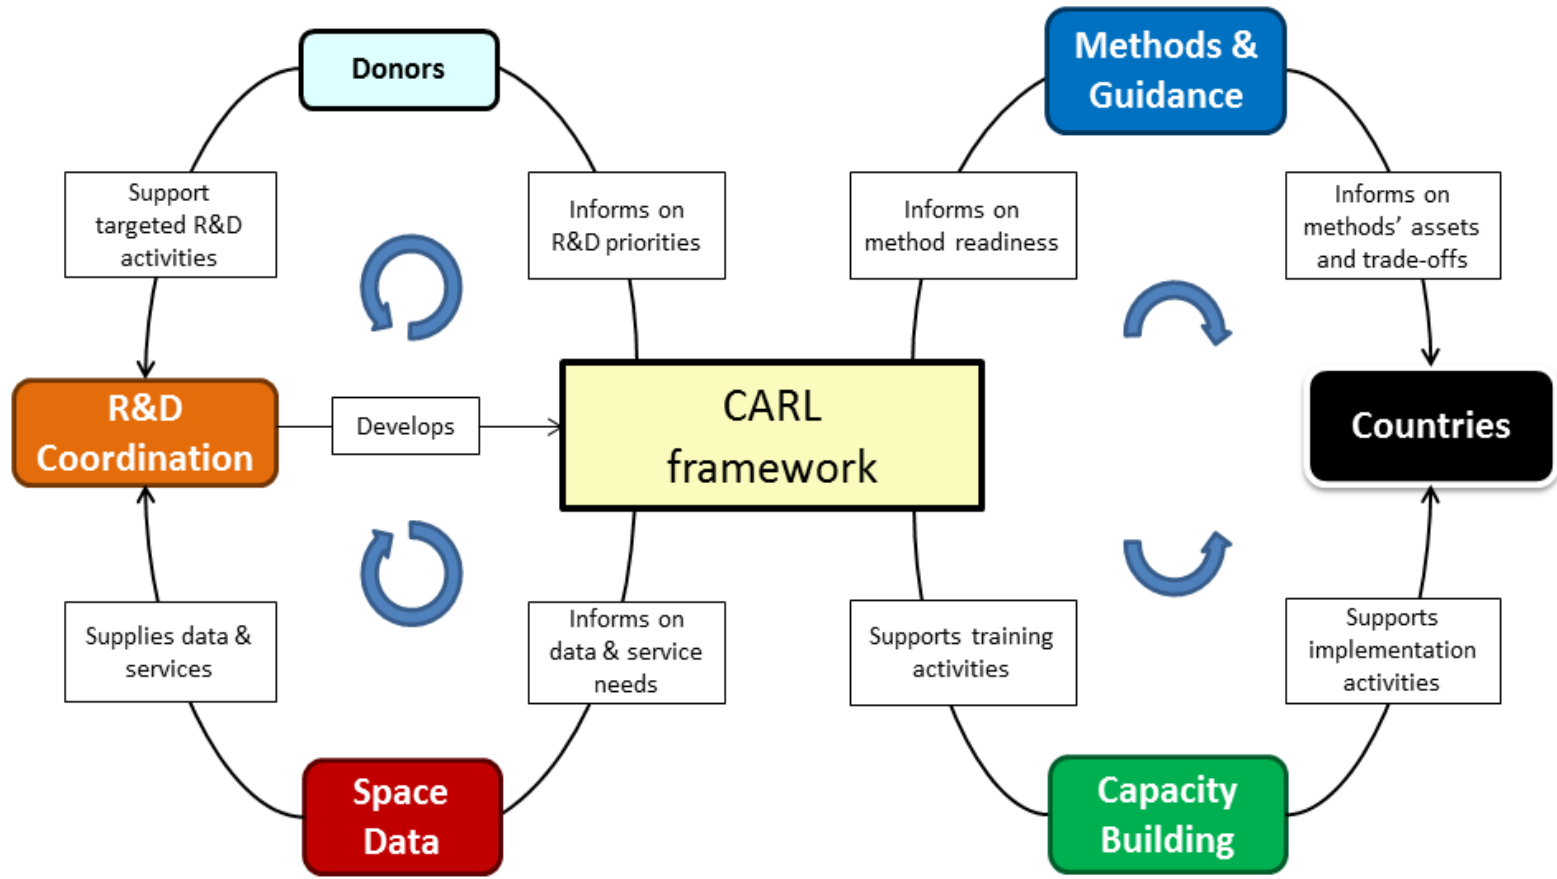 Donors
Methods &
Guidance
Support
targeted R&D
activities
Informs on
R&D priorities
Informs on
method readiness
Informs on
methods’ assets
and trade-offs
R&D
Coordination
Develops
CARL
framework
Countries
Supplies data &
services
Informs on
data & service
needs
Supports training
activities
Supports
implementation
activities
Space
Data
Capacity
Building